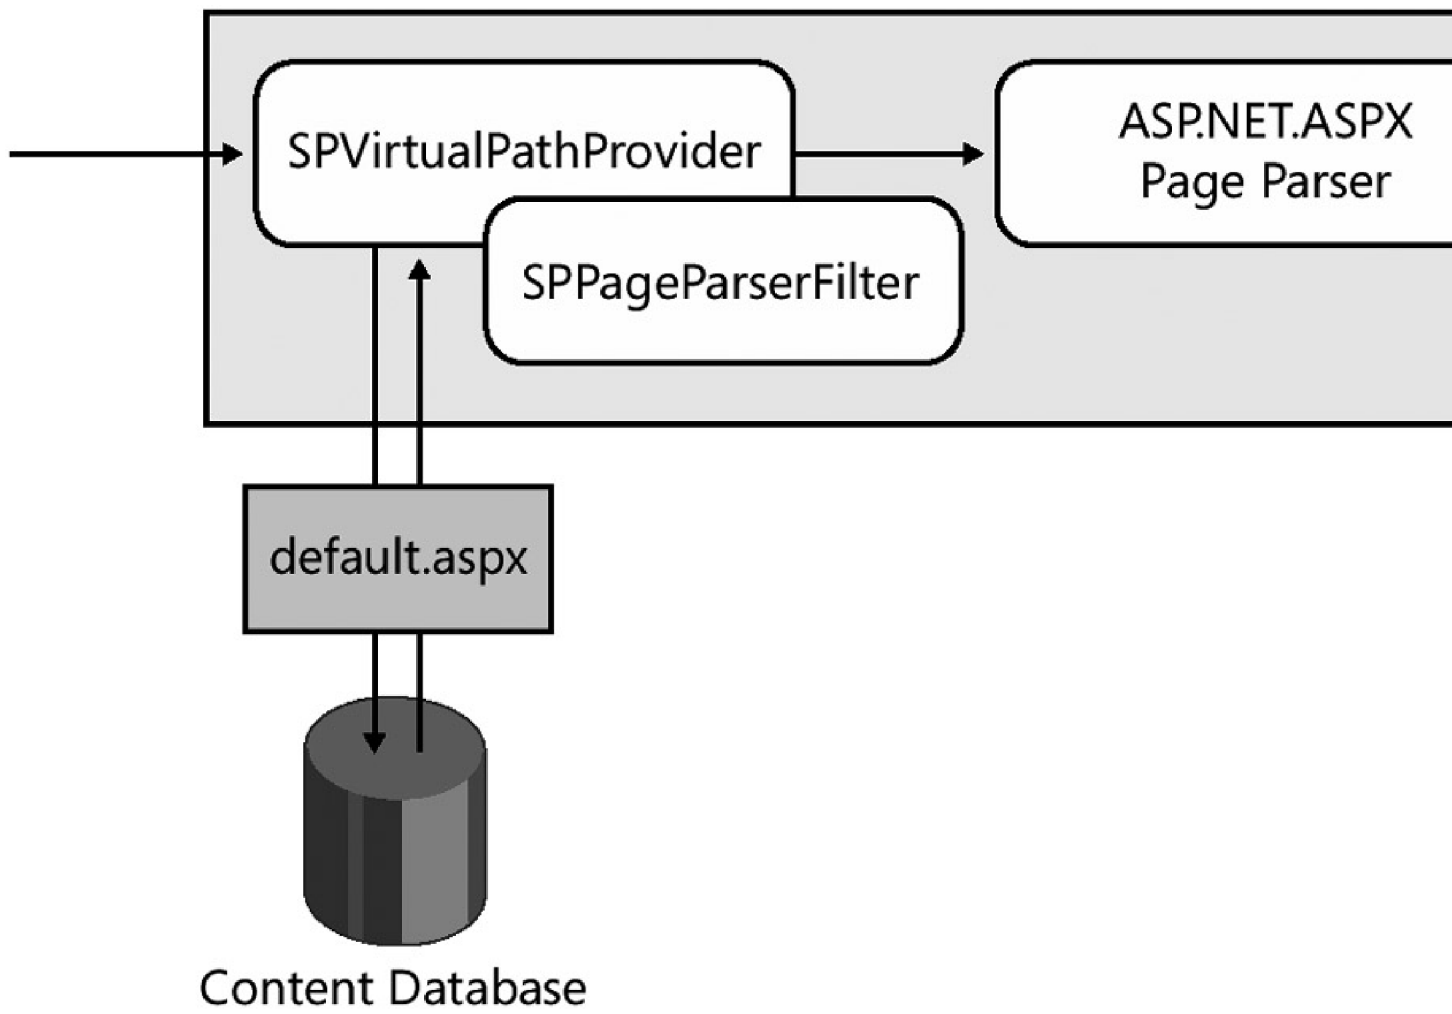 SPVirtualPathProvider
ASP.NET.ASPX
Page Parser
SPPageParserFilter
default.aspx
Content Database